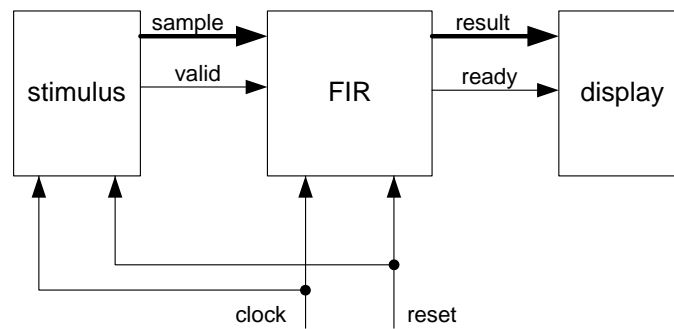 sample
result
valid
ready
stimulus
FIR
display
clock
reset